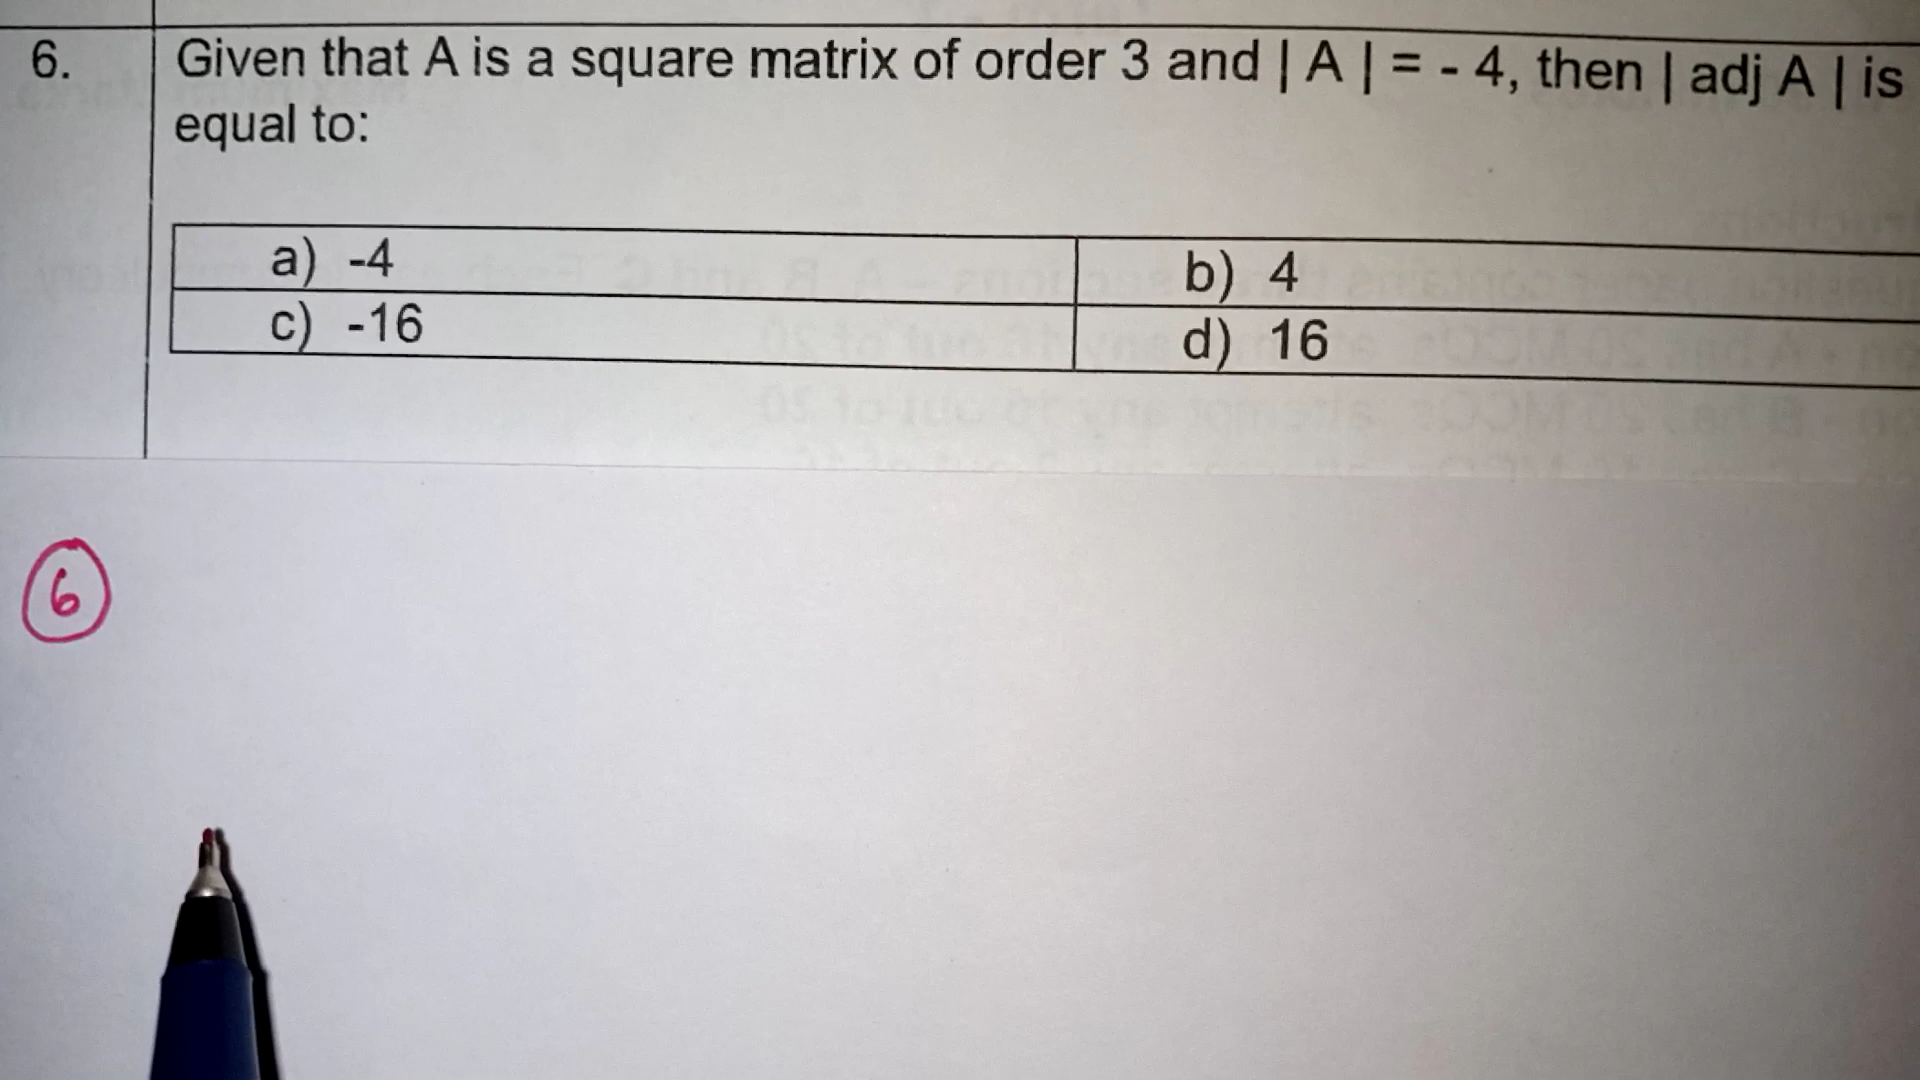 6. Given that A is a square matrix of order 3 and | A | = - 4, then | adj A | is
equal to:
a) -4 b) 4
c) -16 d) 16
6